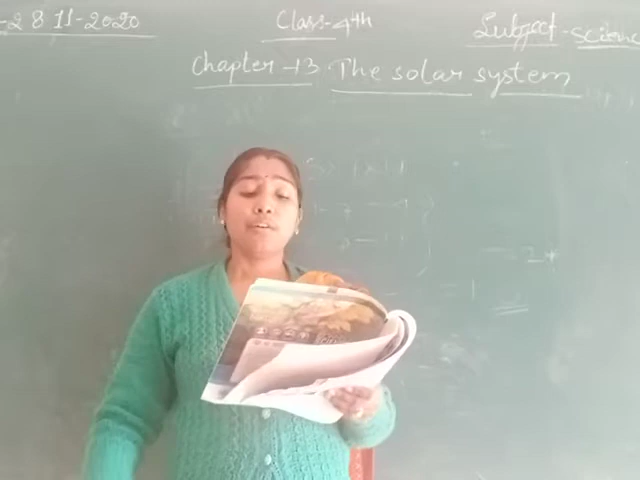 -28 11-2020 Class-4th Subject-Science
Chapter-13 The solar system